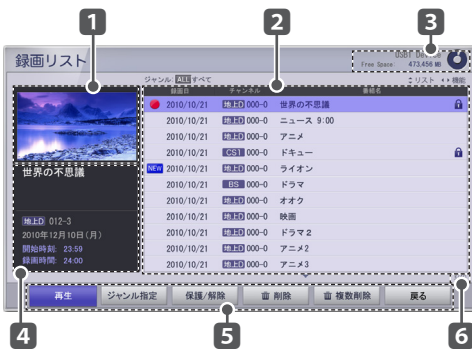 1
2
3
録画リスト
USB1 Device
Free Space: 473.456 MB
ジャンル: ALL すべて
リスト 機能
録画日 チャンネル 番組名
2010/10/21 地上D 000-0 世界の不思議
2010/10/21 地上D 000-0 ニュース 9:00
2010/10/21 地上D 000-0 アニメ
2010/10/21 CS1 000-0 ドキュー
NEW 2010/10/21 地上D 000-0 ライオン
2010/10/21 BS 000-0 ドラマ
2010/10/21 地上D 000-0 オオク
2010/10/21 地上D 000-0 映画
2010/10/21 地上D 000-0 ドラマ2
2010/10/21 地上D 000-0 アニメ2
2010/10/21 地上D 000-0 アニメ3
世界の不思議
地上D 012-3
2010年12月10日(月)
開始時刻: 23:59
録画時間: 24:00
再生 ジャンル指定 保護/解除 削除 複数削除 戻る
4
5
6